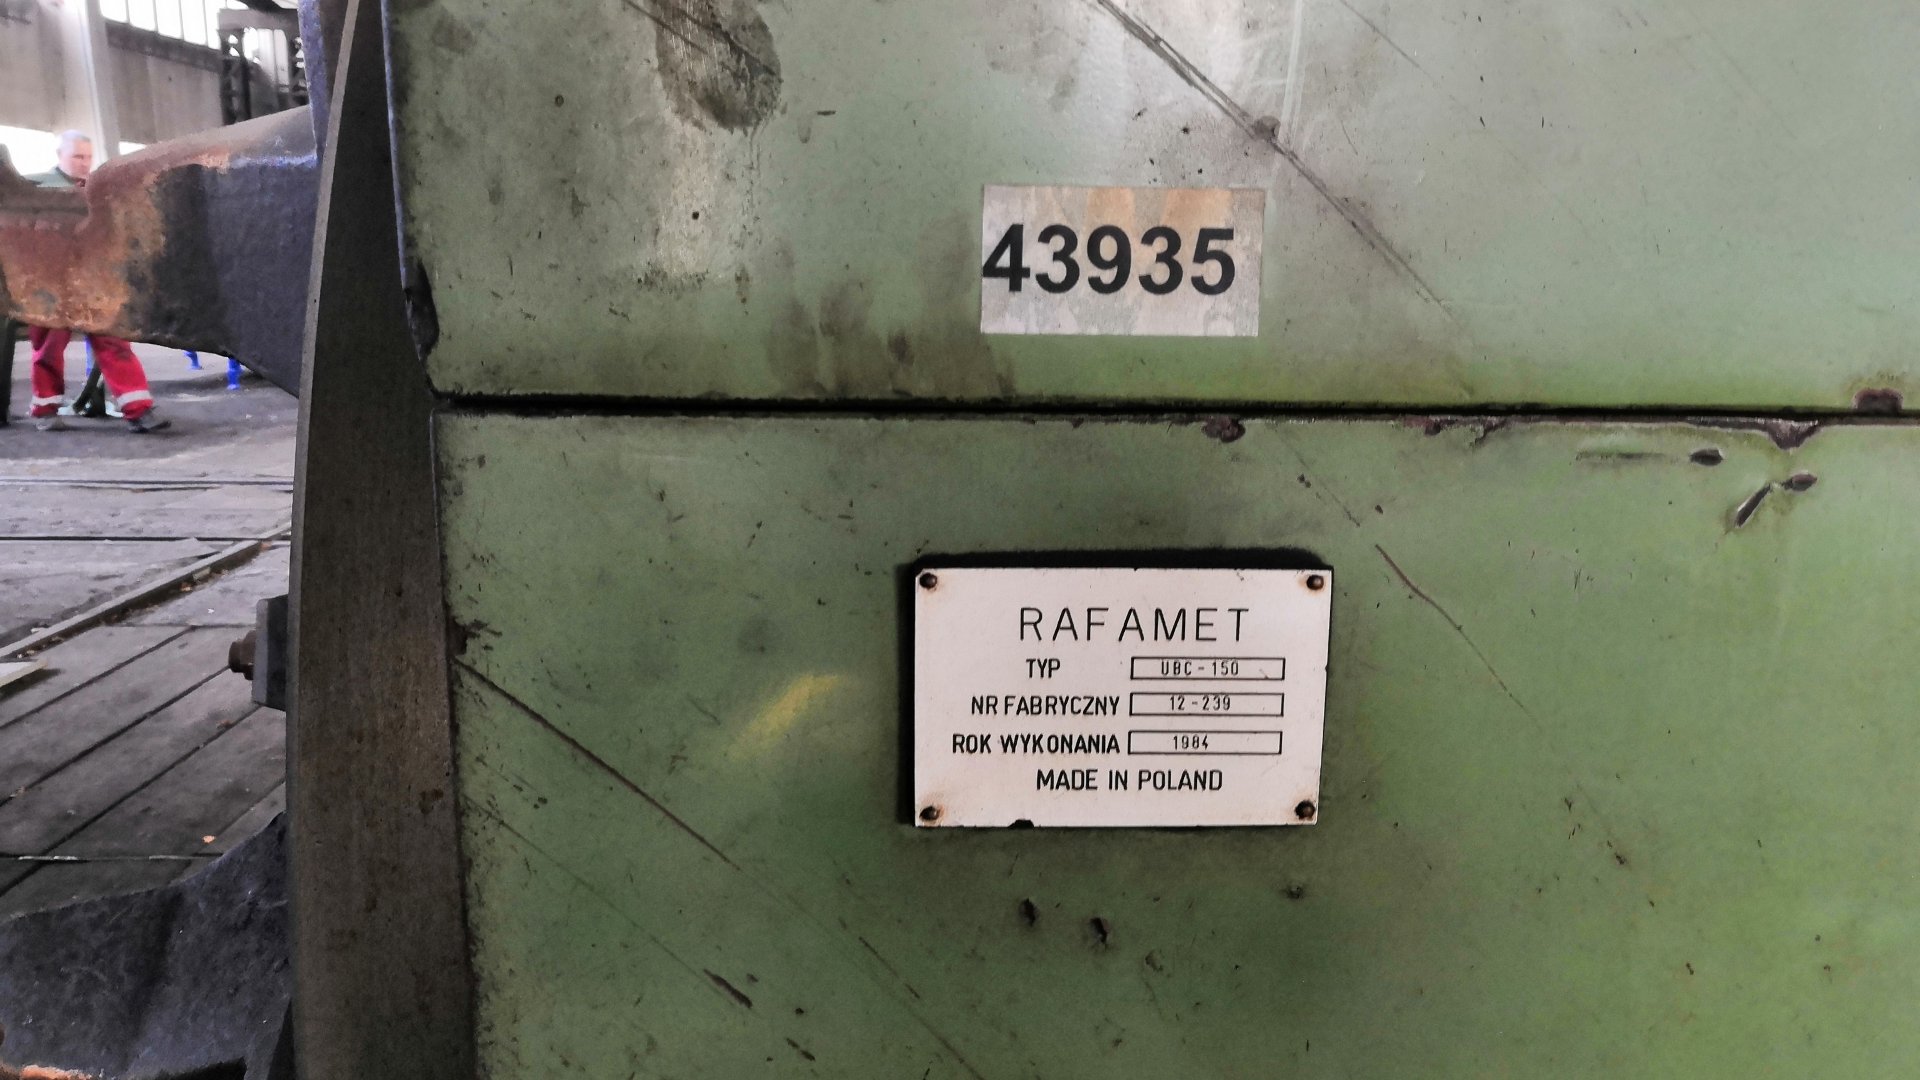 43935
RAFAMET
TYP UBC-150
NR FABRYCZNY 12-239
ROK WYKONANIA 1984
MADE IN POLAND